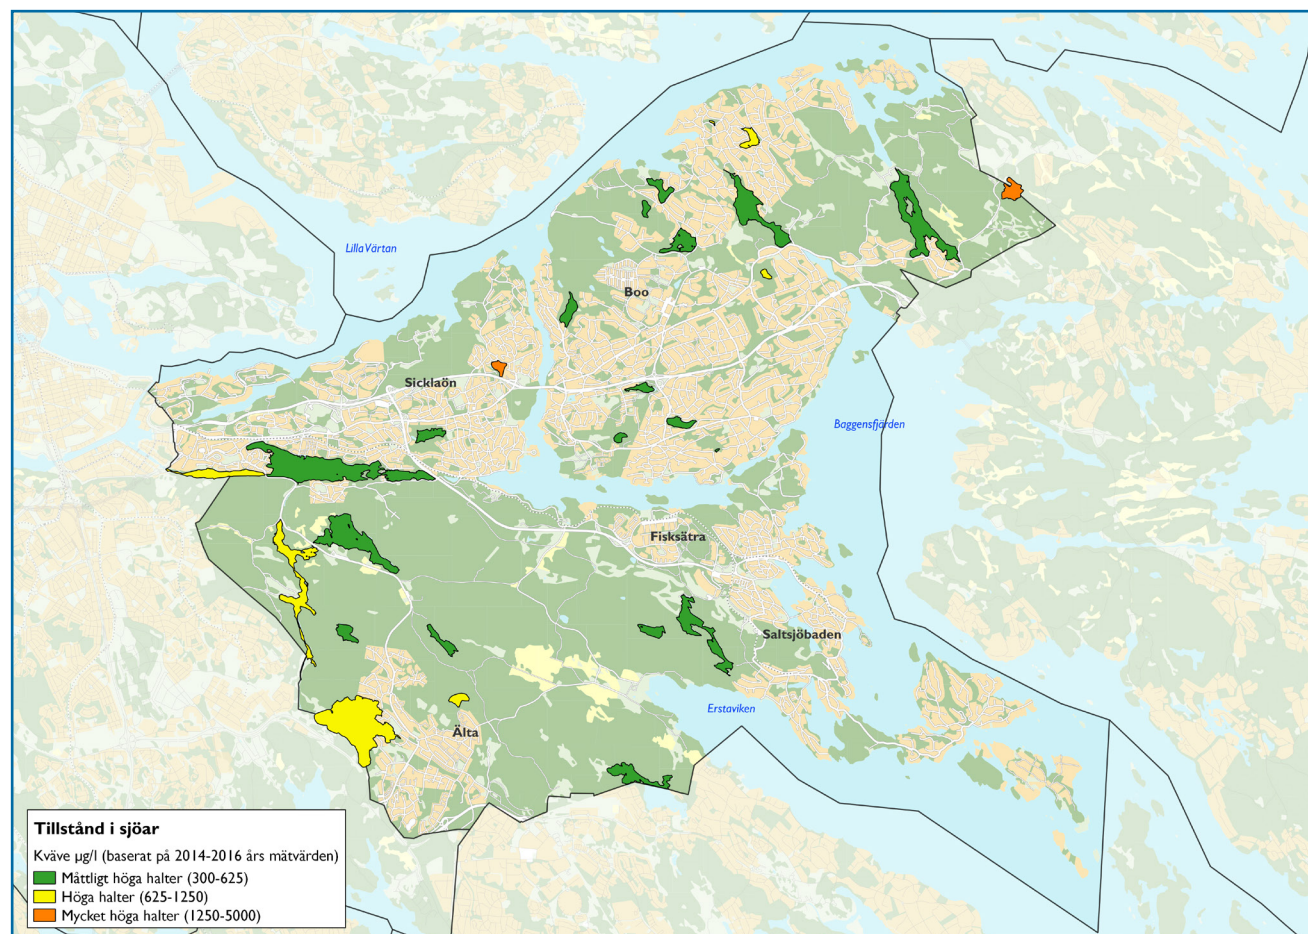 Lilla Värtan
Boo
Sicklaön
Baggensfjärden
Fisksätra
Saltsjöbaden
Erstaviken
Älta
Tillstånd i sjöar
Kväve µg/l (baserat på 2014-2016 års mätvärden)
Måttligt höga halter (300-625)
Höga halter (625-1250)
Mycket höga halter (1250-5000)